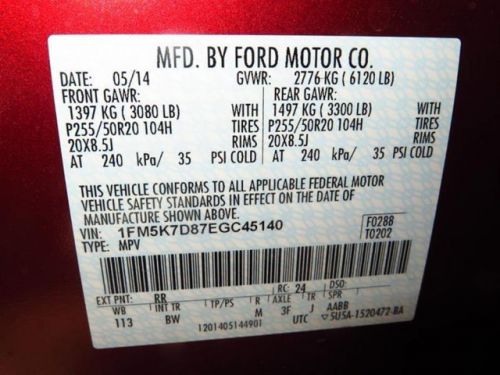 MFD. BY FORD MOTOR CO.
DATE: 05/14 GVWR: 2776 KG ( 6120 LB)
FRONT GAWR: REAR GAWR:
1397 KG ( 3080 LB) 1497 KG ( 3300 LB)
P255/50R20 104H TIRES P255/50R20 104H TIRES
20X8.5J RIMS 20X8.5J RIMS
AT 240 kPa/ 35 PSI COLD AT 240 kPa/ 35 PSI COLD
THIS VEHICLE CONFORMS TO ALL APPLICABLE FEDERAL MOTOR
VEHICLE SAFETY STANDARDS IN EFFECT ON THE DATE OF
MANUFACTURE SHOWN ABOVE.
VIN: 1FM5K7D87EGC45140 F0288
TYPE: MPV T0202
EXT PNT: RR RC: 24 DSO:
WB INT TR TP/PS R AXLE TR SPR
113 BW M 3F J AABB
1201405144901 UTC 5U5A-1520472-BA